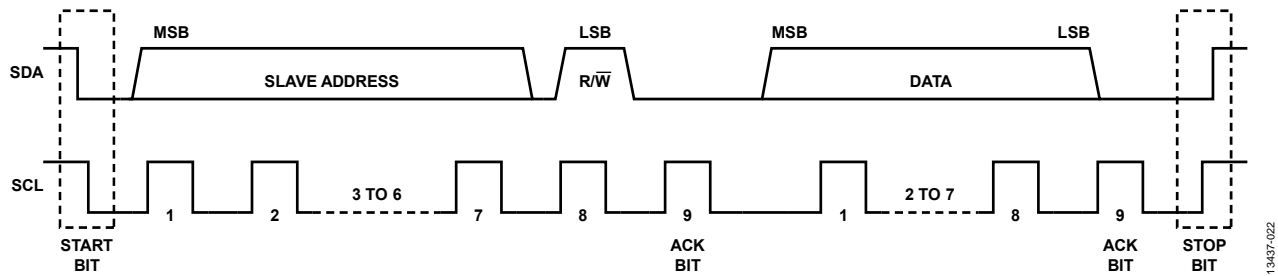 MSB
LSB
MSB
LSB
SDA
SLAVE ADDRESS
R/W̅
DATA
SCL
3 TO 6
2 TO 7
1
2
7
8
9
1
8
9
START
BIT
ACK
BIT
ACK
BIT
STOP
BIT
13437-022